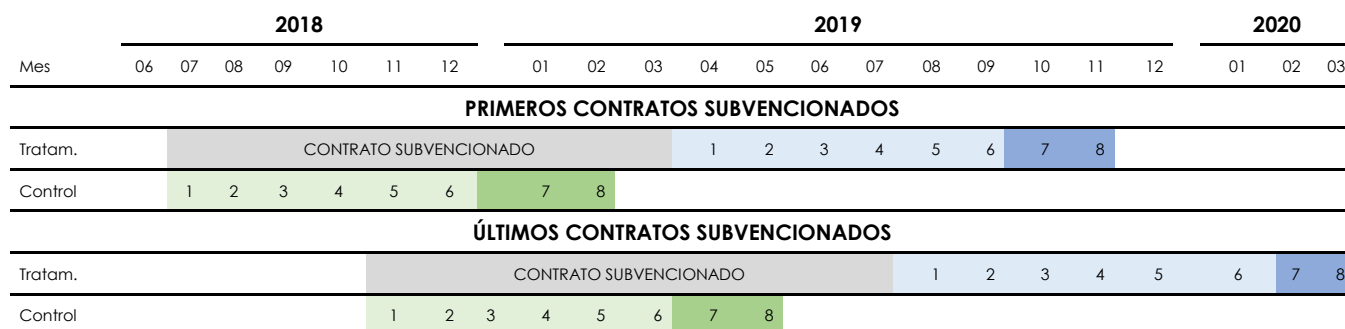 2018 2019 2020
Mes 06 07 08 09 10 11 12 01 02 03 04 05 06 07 08 09 10 11 12 01 02 03
PRIMEROS CONTRATOS SUBVENCIONADOS
Tratam. CONTRATO SUBVENCIONADO 1 2 3 4 5 6 7 8
Control 1 2 3 4 5 6 7 8
ÚLTIMOS CONTRATOS SUBVENCIONADOS
Tratam. CONTRATO SUBVENCIONADO 1 2 3 4 5 6 7 8
Control 1 2 3 4 5 6 7 8